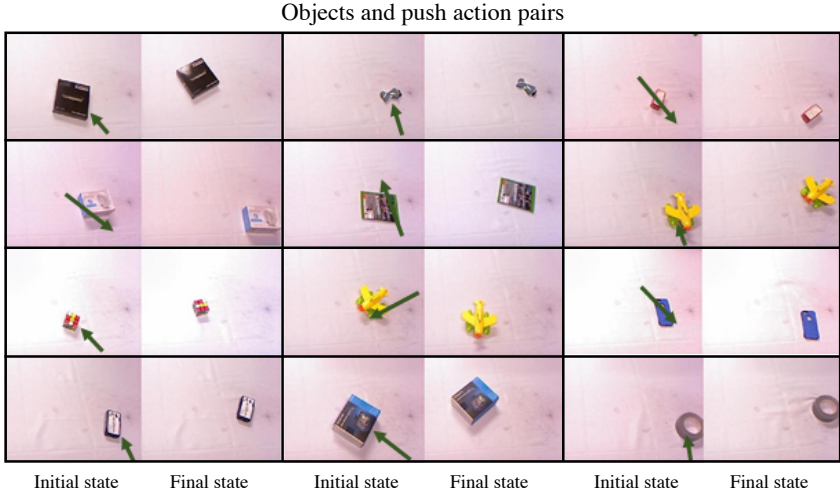 Objects and push action pairs
Initial state Final state Initial state Final state Initial state Final state